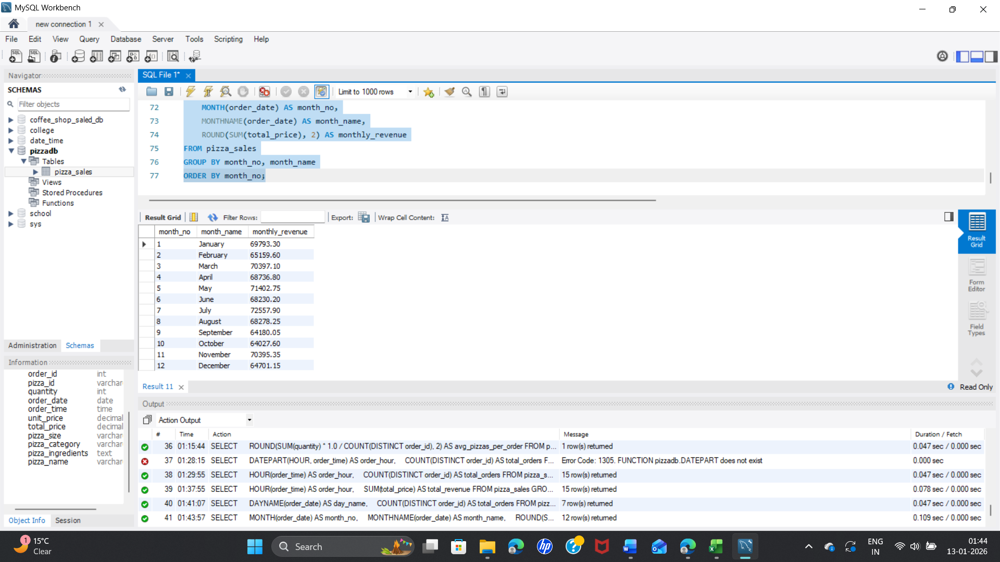 MySQL Workbench
new connection 1
File Edit View Query Database Server Tools Scripting Help
Navigator
SCHEMAS
Filter objects
coffee_shop_saled_db
college
date_time
pizzadb
Tables
pizza_sales
Views
Stored Procedures
Functions
school
sys
Administration Schemas
Information
order_id int
pizza_id varchar
quantity int
order_date date
order_time time
unit_price decimal
total_price decimal
pizza_size varchar
pizza_category varchar
pizza_ingredients text
pizza_name varchar
Object Info Session
SQL File 1*
Limit to 1000 rows
72 MONTH(order_date) AS month_no,
73 MONTHNAME(order_date) AS month_name,
74 ROUND(SUM(total_price), 2) AS monthly_revenue
75 FROM pizza_sales
76 GROUP BY month_no, month_name
77 ORDER BY month_no;
Result Grid Filter Rows: Export: Wrap Cell Content:
month_no month_name monthly_revenue
1 January 69793.30
2 February 65159.60
3 March 70397.10
4 April 68736.80
5 May 71402.75
6 June 68230.20
7 July 72557.90
8 August 68278.25
9 September 64180.05
10 October 64027.60
11 November 70395.35
12 December 64701.15
Result
Grid
Form
Editor
Field
Types
Result 11
Read Only
Output
Action Output
# Time Action Message Duration / Fetch
36 01:15:44 SELECT ROUND(SUM(quantity) * 1.0 / COUNT(DISTINCT order_id), 2) AS avg_pizzas_per_order FROM p... 1 row(s) returned 0.047 sec / 0.000 sec
37 01:28:15 SELECT DATEPART(HOUR, order_time) AS order_hour, COUNT(DISTINCT order_id) AS total_orders F... Error Code: 1305. FUNCTION pizzadb.DATEPART does not exist 0.000 sec
38 01:29:55 SELECT HOUR(order_time) AS order_hour, COUNT(DISTINCT order_id) AS total_orders FROM pizza_s... 15 row(s) returned 0.047 sec / 0.000 sec
39 01:37:55 SELECT HOUR(order_time) AS order_hour, SUM(total_price) AS total_revenue FROM pizza_sales GRO... 15 row(s) returned 0.078 sec / 0.000 sec
40 01:41:07 SELECT DAYNAME(order_date) AS day_name, COUNT(DISTINCT order_id) AS total_orders FROM pizz... 7 row(s) returned 0.047 sec / 0.000 sec
41 01:43:57 SELECT MONTH(order_date) AS month_no, MONTHNAME(order_date) AS month_name, ROUND(S... 12 row(s) returned 0.109 sec / 0.000 sec
1
15°C
Clear
Search
ENG
IN
01:44
13-01-2026